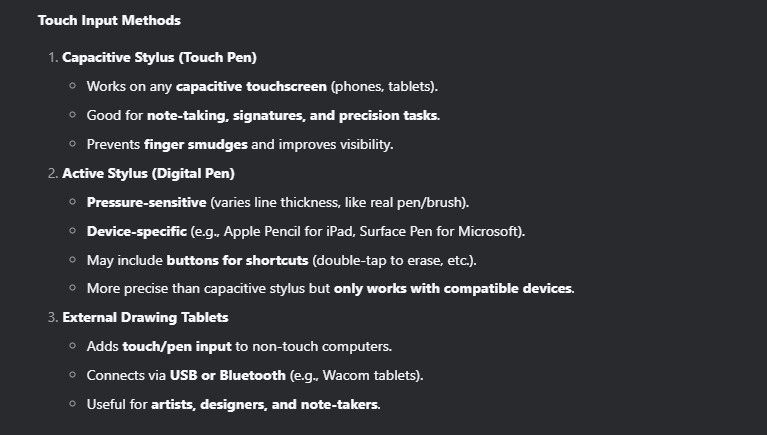 Touch Input Methods
1. Capacitive Stylus (Touch Pen)
○ Works on any capacitive touchscreen (phones, tablets).
○ Good for note-taking, signatures, and precision tasks.
○ Prevents finger smudges and improves visibility.
2. Active Stylus (Digital Pen)
○ Pressure-sensitive (varies line thickness, like real pen/brush).
○ Device-specific (e.g., Apple Pencil for iPad, Surface Pen for Microsoft).
○ May include buttons for shortcuts (double-tap to erase, etc.).
○ More precise than capacitive stylus but only works with compatible devices.
3. External Drawing Tablets
○ Adds touch/pen input to non-touch computers.
○ Connects via USB or Bluetooth (e.g., Wacom tablets).
○ Useful for artists, designers, and note-takers.